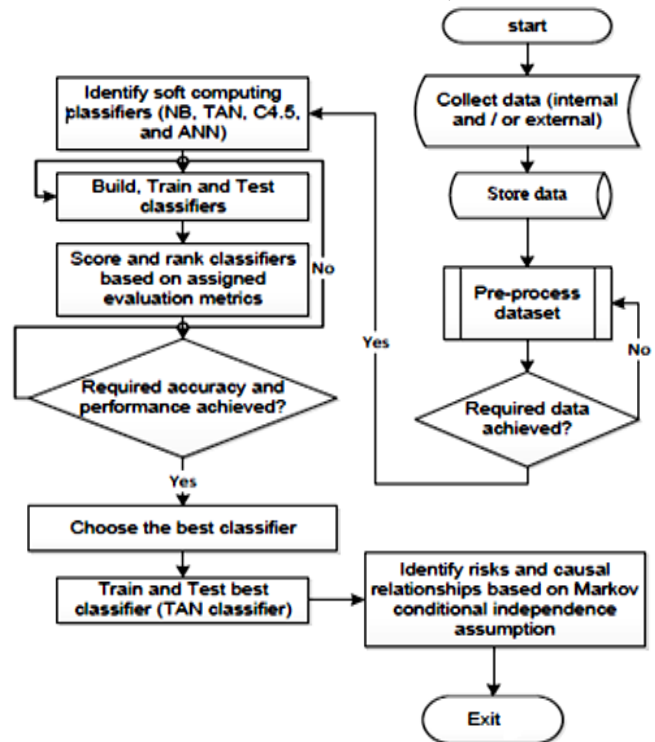 start
Collect data (internal
and / or external)
Store data
Pre-process
dataset
No
Required data
achieved?
Yes
Identify soft computing
classifiers (NB, TAN, C4.5,
and ANN)
Build, Train and Test
classifiers
Score and rank classifiers
based on assigned
evaluation metrics
No
Required accuracy and
performance achieved?
Yes
Choose the best classifier
Train and Test best
classifier (TAN classifier)
Identify risks and causal
relationships based on Markov
conditional independence
assumption
Exit